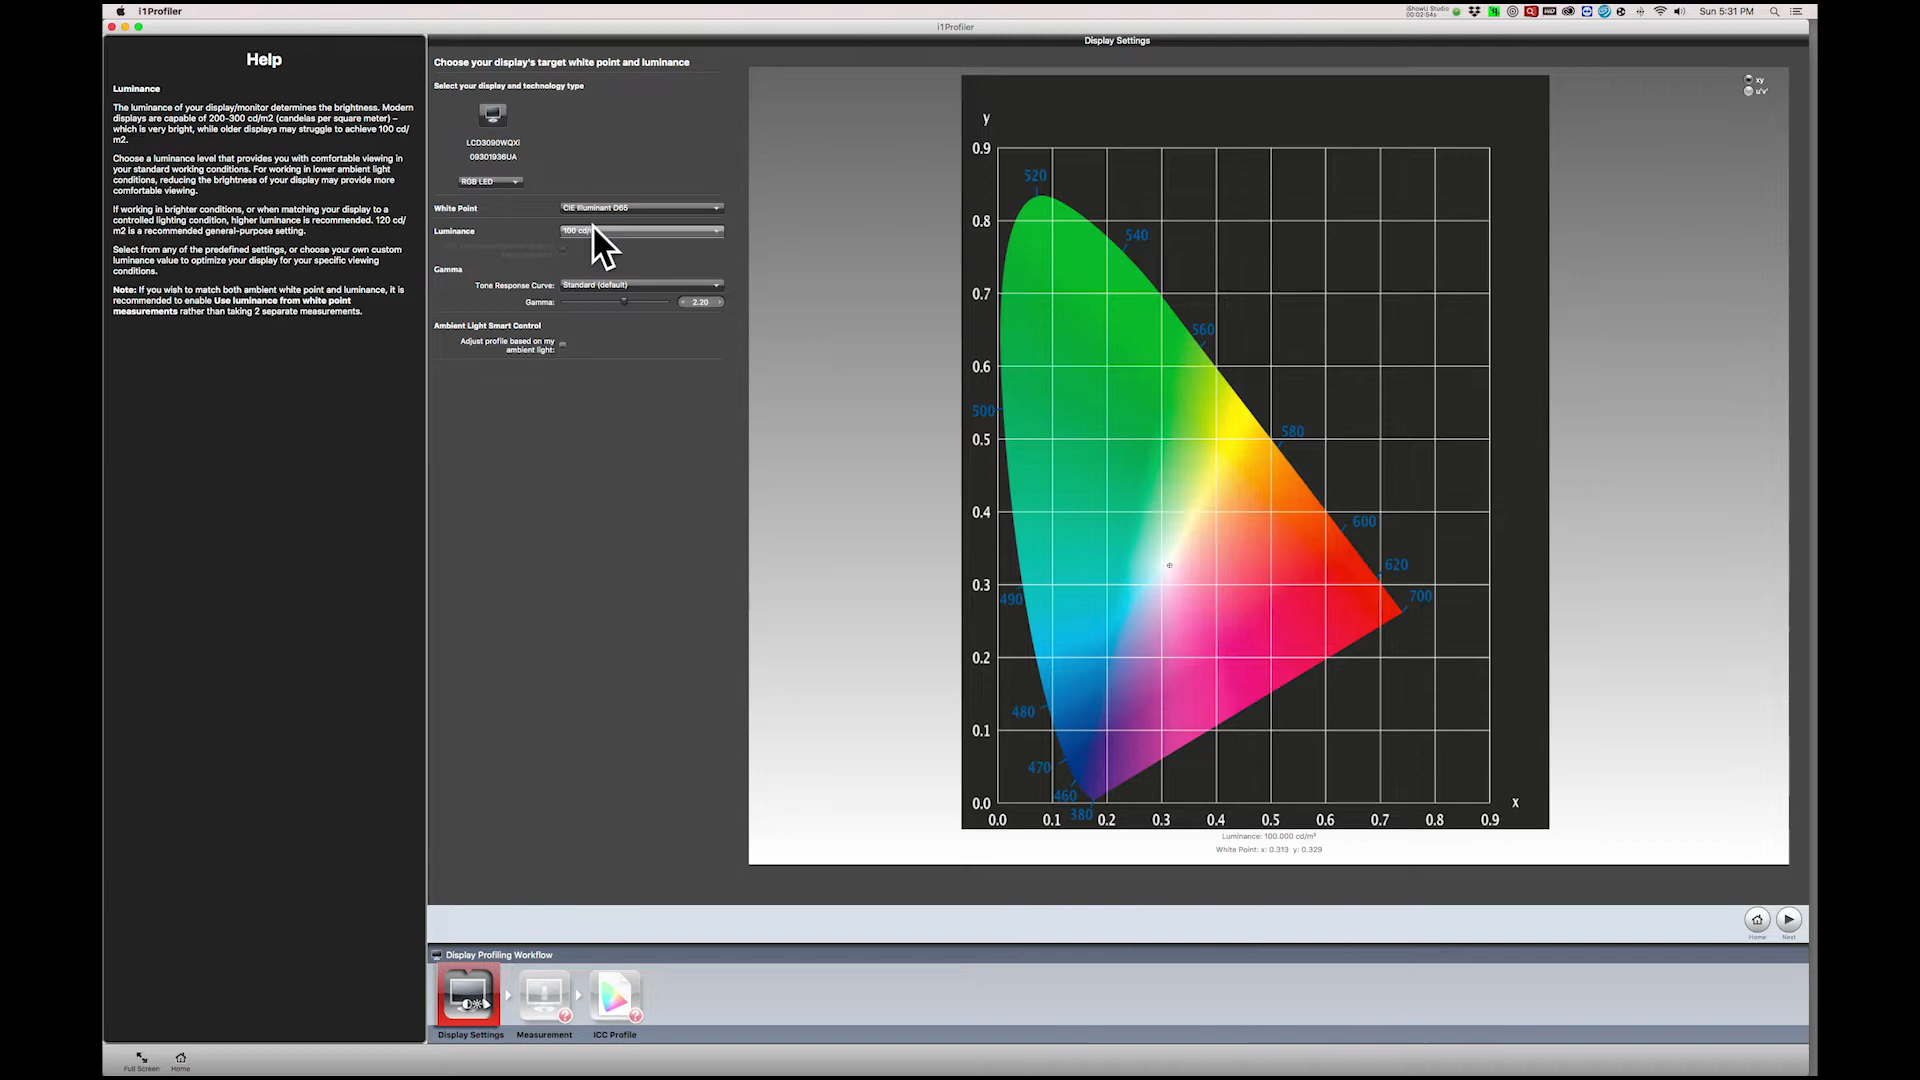 i1Profiler
iShowU Studio
00:02:54s
Sun 5:31 PM
i1Profiler
Help
Luminance
The luminance of your display/monitor determines the brightness. Modern
displays are capable of 200-300 cd/m2 (candelas per square meter) –
which is very bright, while older displays may struggle to achieve 100 cd/
m2.
Choose a luminance level that provides you with comfortable viewing in
your standard working conditions. For working in lower ambient light
conditions, reducing the brightness of your display may provide more
comfortable viewing.
If working in brighter conditions, or when matching your display to a
controlled lighting condition, higher luminance is recommended. 120 cd/
m2 is a recommended general-purpose setting.
Select from any of the predefined settings, or choose your own custom
luminance value to optimize your display for your specific viewing
conditions.
Note: If you wish to match both ambient white point and luminance, it is
recommended to enable Use luminance from white point
measurements rather than taking 2 separate measurements.
Display Settings
Choose your display's target white point and luminance
Select your display and technology type
LCD3090WQXi
09301936UA
RGB LED
White Point
CIE Illuminant D65
Luminance
100 cd/
Gamma
Tone Response Curve:
Standard (default)
Gamma:
2.20
Ambient Light Smart Control
Adjust profile based on my
ambient light:
xy
u'v'
y
0.9
0.8
0.7
0.6
0.5
0.4
0.3
0.2
0.1
0.0
520
540
560
500
580
600
620
490
700
480
470
460
380
x
0.0 0.1 0.2 0.3 0.4 0.5 0.6 0.7 0.8 0.9
Luminance: 100.000 cd/m²
White Point: x: 0.313 y: 0.329
Home
Next
Display Profiling Workflow
Display Settings
Measurement
ICC Profile
Full Screen
Home